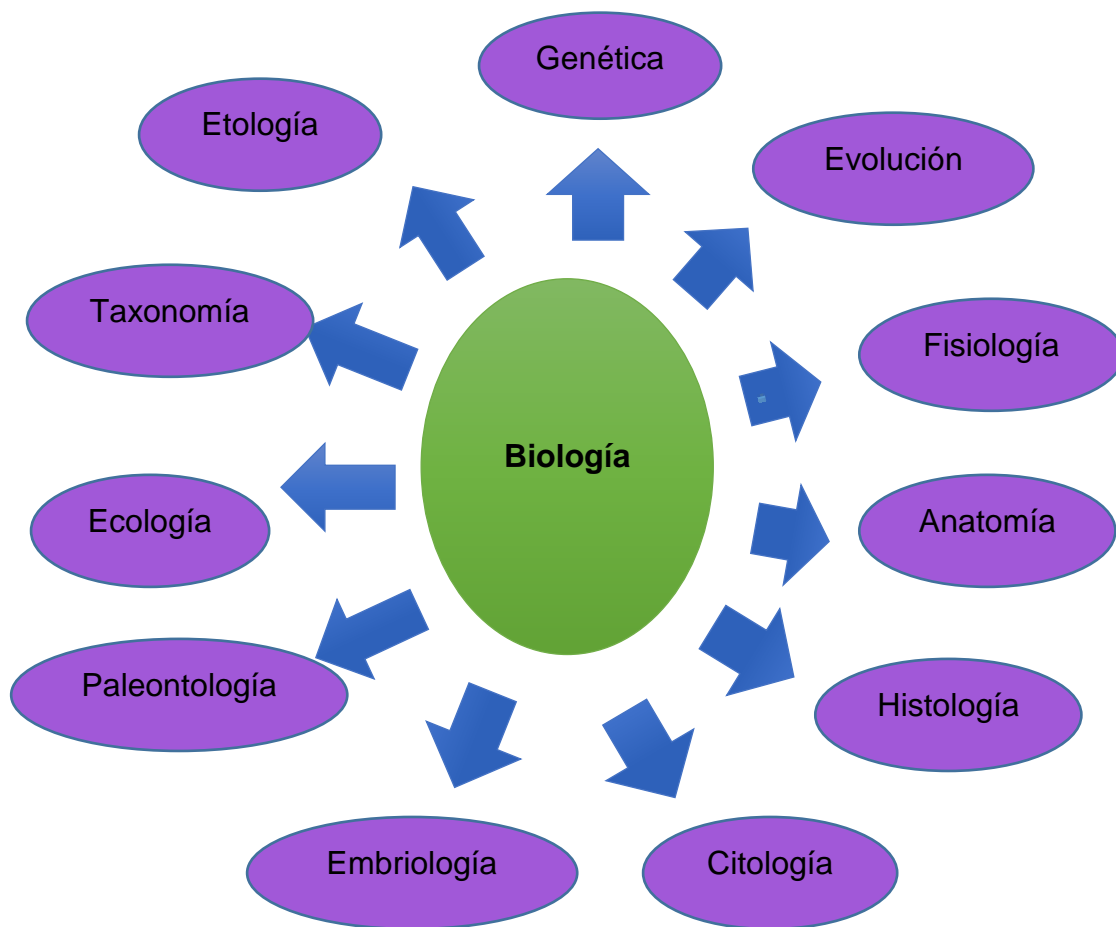 Genética
Etología
Evolución
Taxonomía
Fisiología
Biología
Ecología
Anatomía
Paleontología
Histología
Embriología
Citología